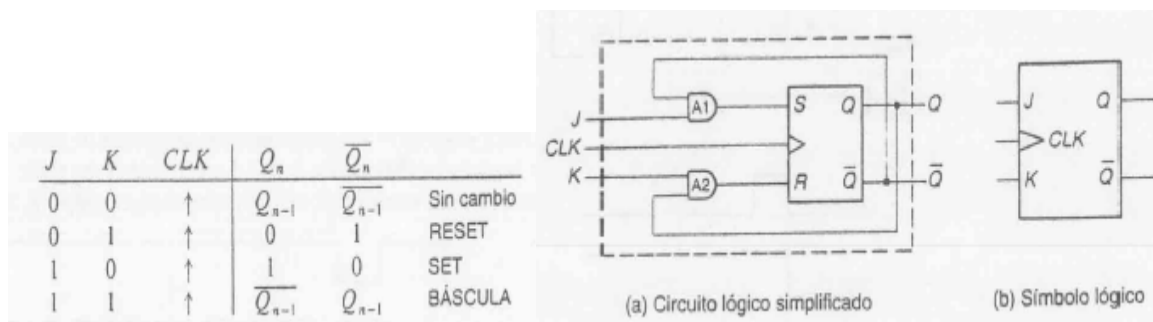 J K CLK Qₙ Q̅ₙ
0 0 ↑ Qₙ₋₁ Q̅ₙ₋₁ Sin cambio
0 1 ↑ 0 1 RESET
1 0 ↑ 1 0 SET
1 1 ↑ Q̅ₙ₋₁ Qₙ₋₁ BÁSCULA
A1 S Q Q
J
CLK
K A2 R Q̅ Q̅
(a) Circuito lógico simplificado
J Q
CLK
K Q̅
(b) Símbolo lógico